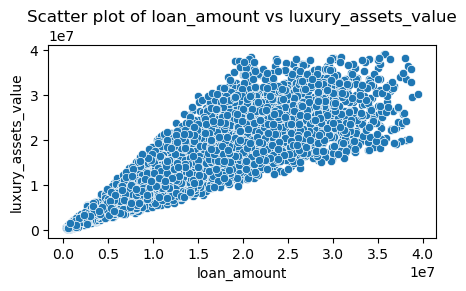 Scatter plot of loan_amount vs luxury_assets_value
1e7
4
3
2
1
0
luxury_assets_value
0.0 0.5 1.0 1.5 2.0 2.5 3.0 3.5 4.0
loan_amount
1e7